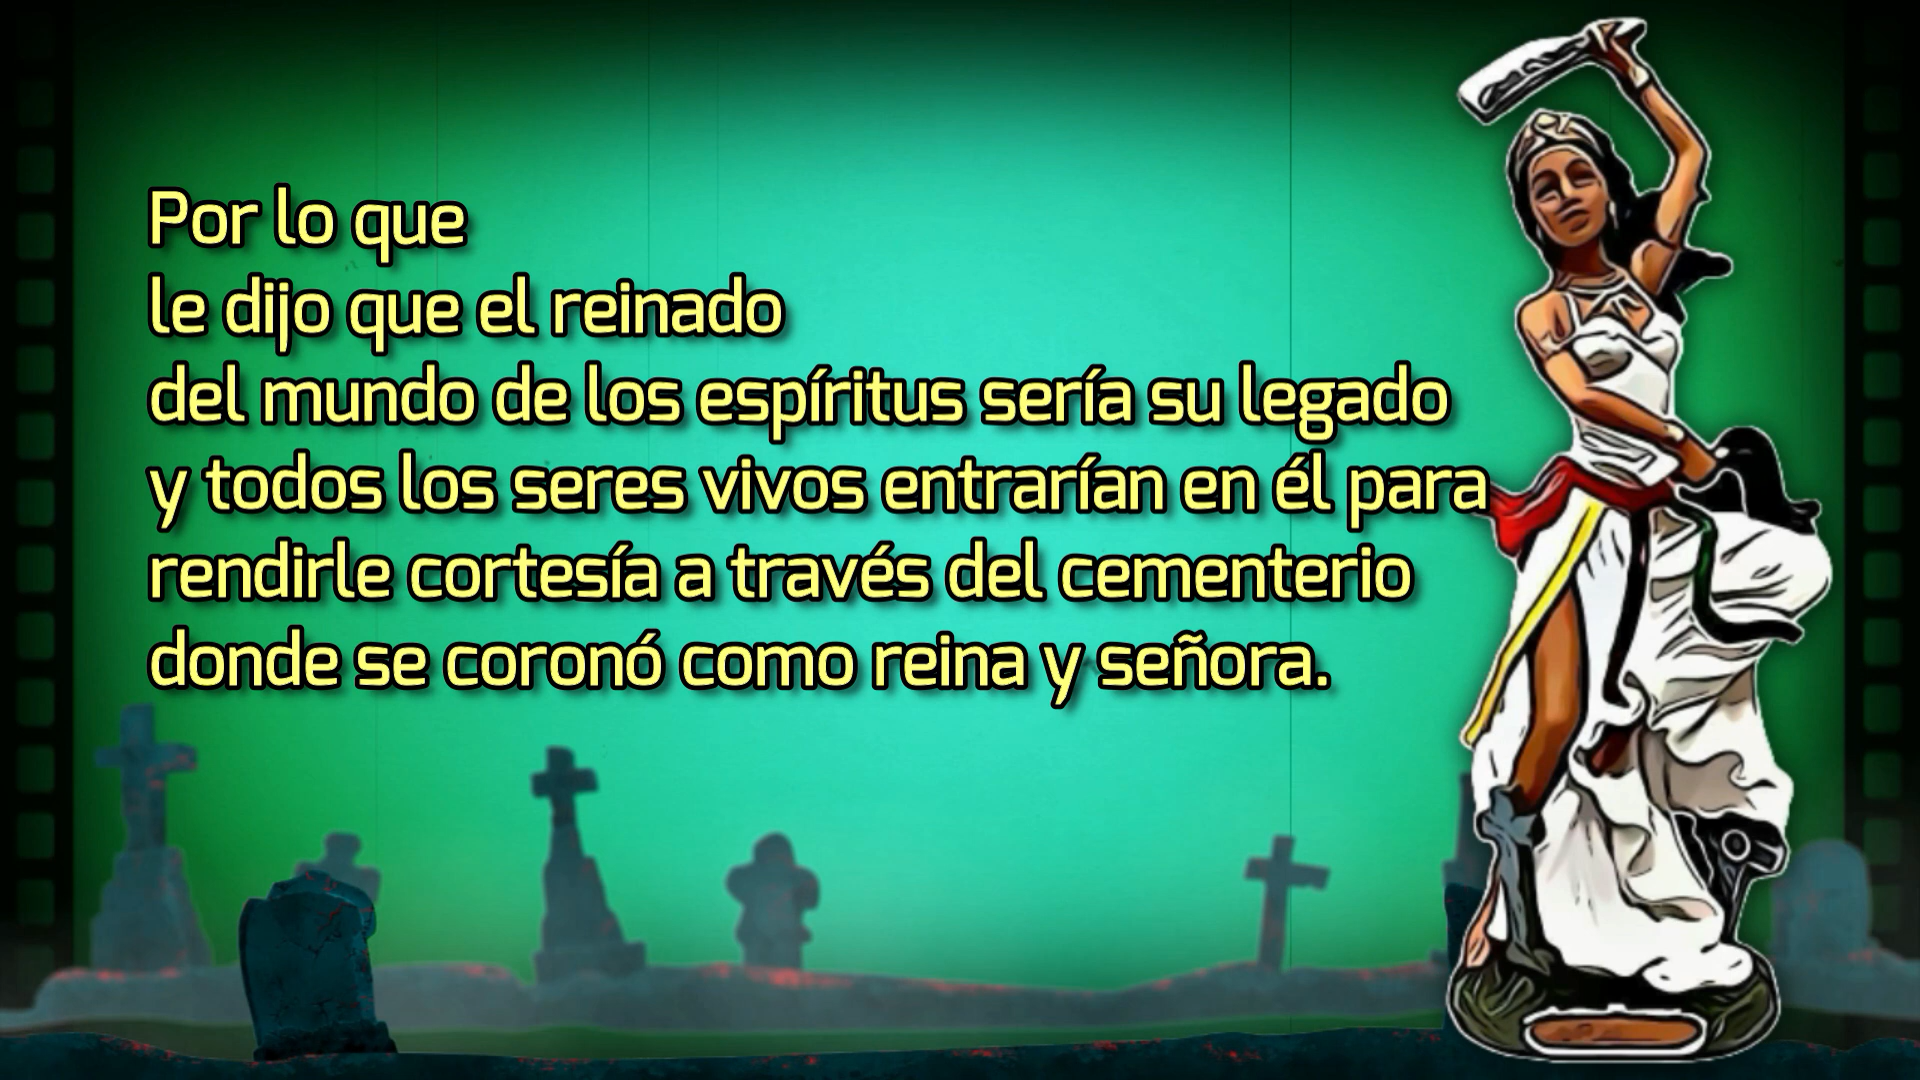 Por lo que
le dijo que el reinado
del mundo de los espíritus sería su legado
y todos los seres vivos entrarían en él para
rendirle cortesía a través del cementerio
donde se coronó como reina y señora.